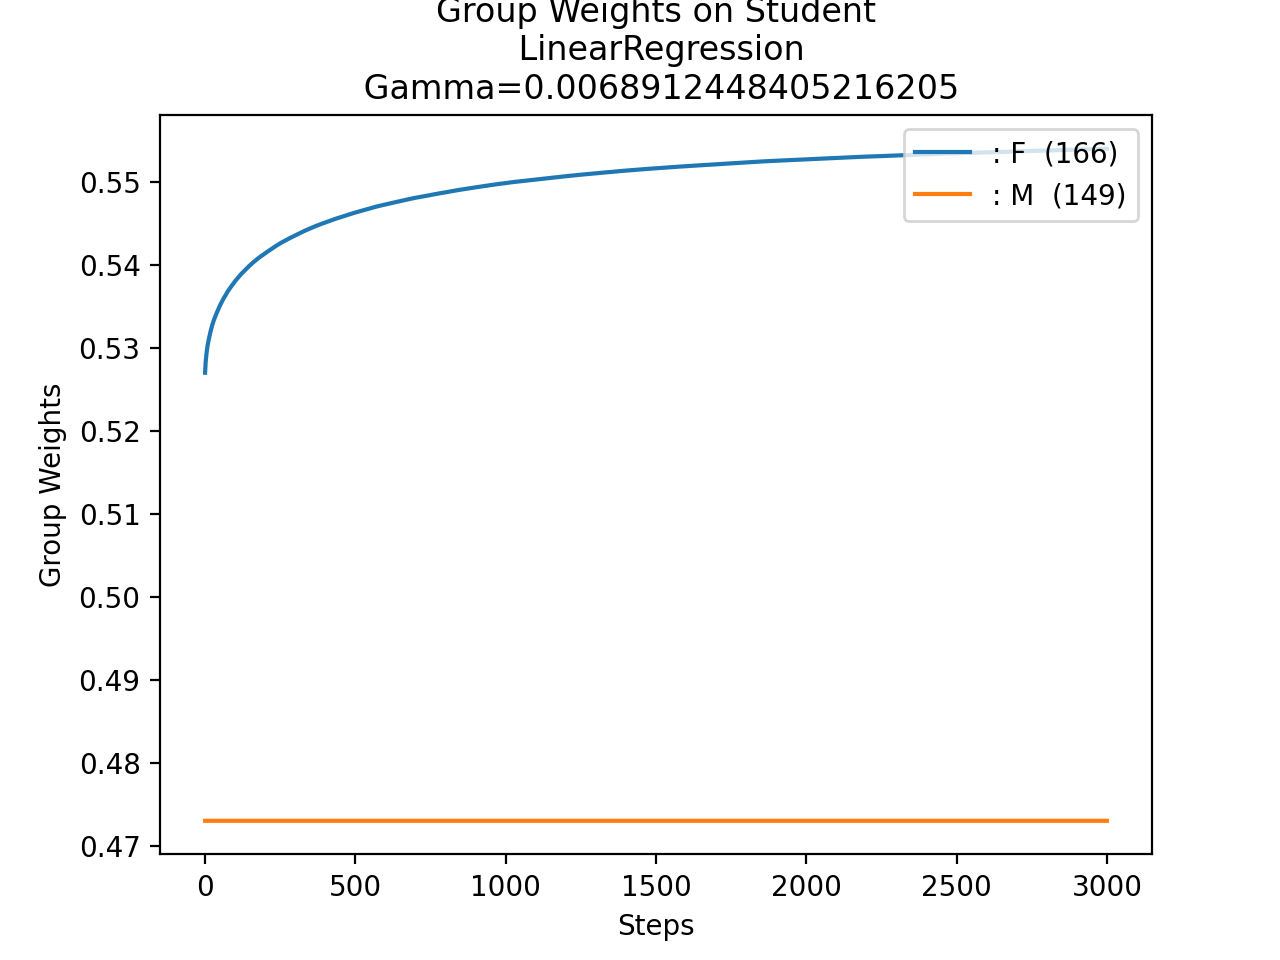 Group Weights on Student
LinearRegression
Gamma=0.0068912448405216205
: F (166)
: M (149)
Group Weights
0.55
0.54
0.53
0.52
0.51
0.50
0.49
0.48
0.47
0 500 1000 1500 2000 2500 3000
Steps